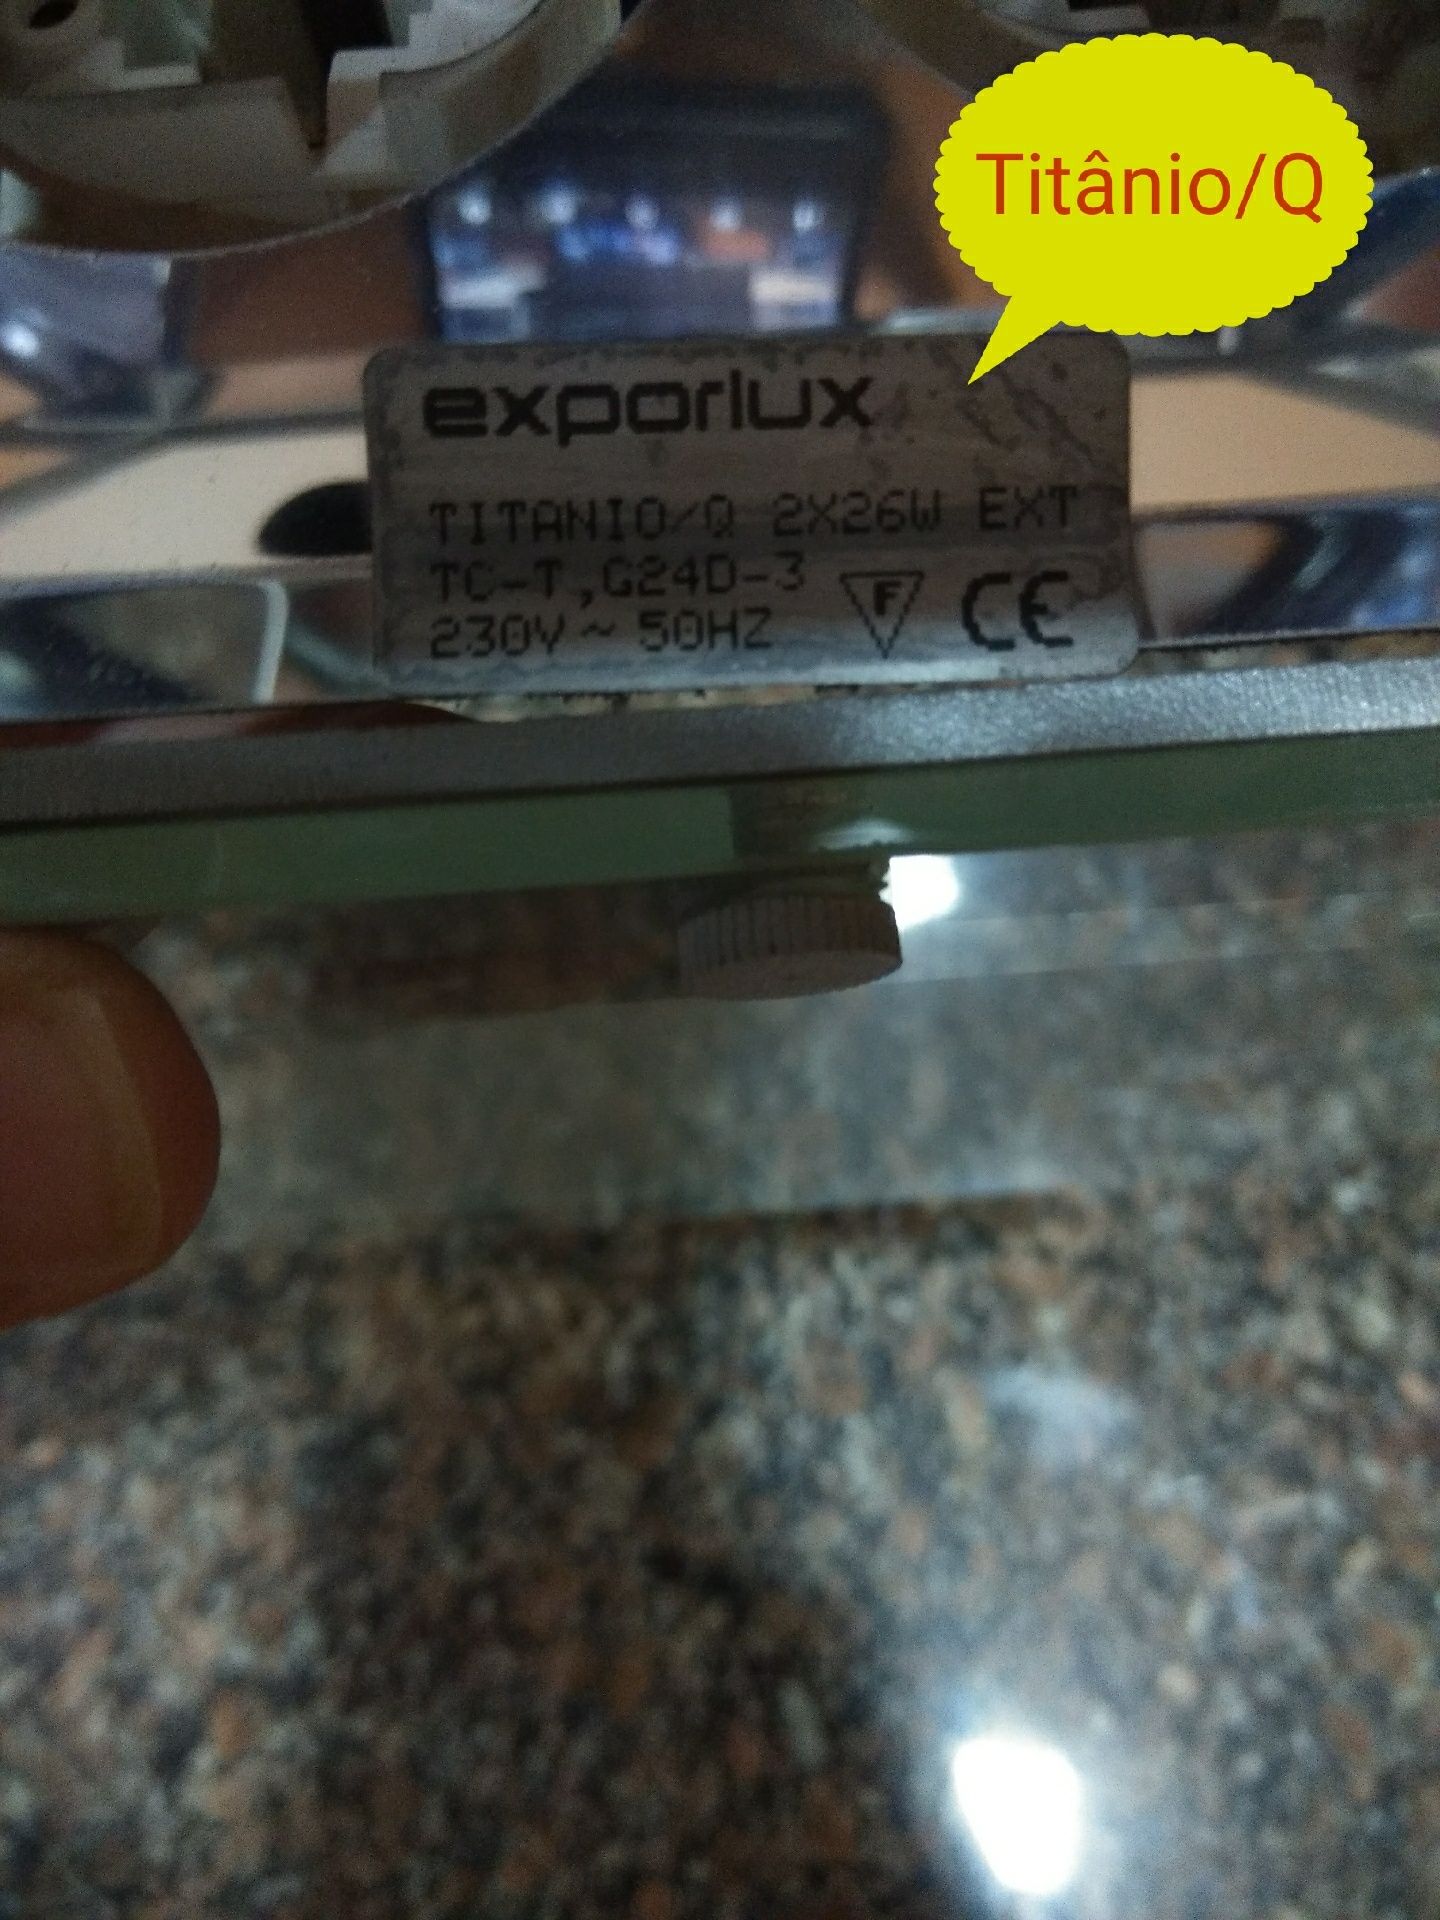 Titânio/Q
exporlux
TITANIO/Q 2X26W EXT
TC-T,G24D-3
230V ~ 50HZ F CE